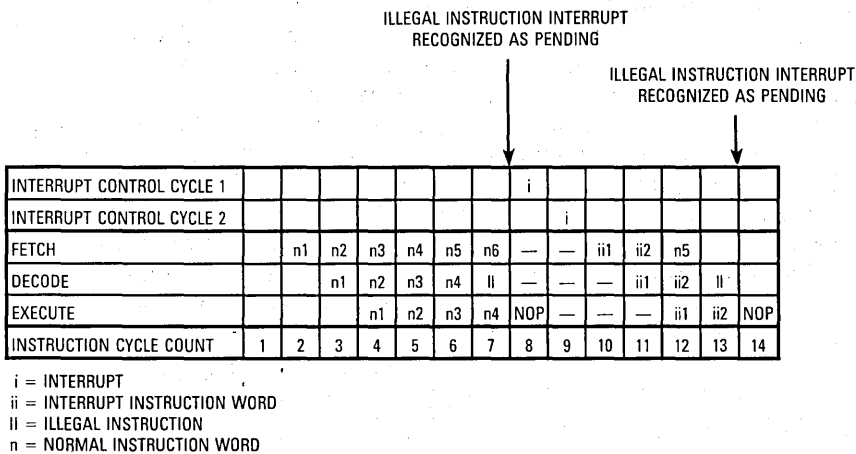 ILLEGAL INSTRUCTION INTERRUPT
RECOGNIZED AS PENDING
ILLEGAL INSTRUCTION INTERRUPT
RECOGNIZED AS PENDING
INTERRUPT CONTROL CYCLE 1 i
INTERRUPT CONTROL CYCLE 2 i
FETCH n1 n2 n3 n4 n5 n6 — — ii1 ii2 n5
DECODE n1 n2 n3 n4 II — — — ii1 ii2 II
EXECUTE n1 n2 n3 n4 NOP — — — ii1 ii2 NOP
INSTRUCTION CYCLE COUNT 1 2 3 4 5 6 7 8 9 10 11 12 13 14
i = INTERRUPT
ii = INTERRUPT INSTRUCTION WORD
II = ILLEGAL INSTRUCTION
n = NORMAL INSTRUCTION WORD